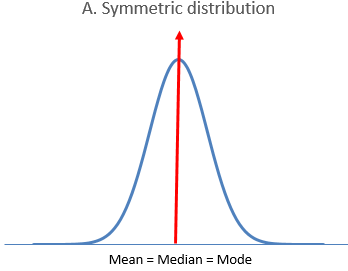 A. Symmetric distribution
Mean = Median = Mode